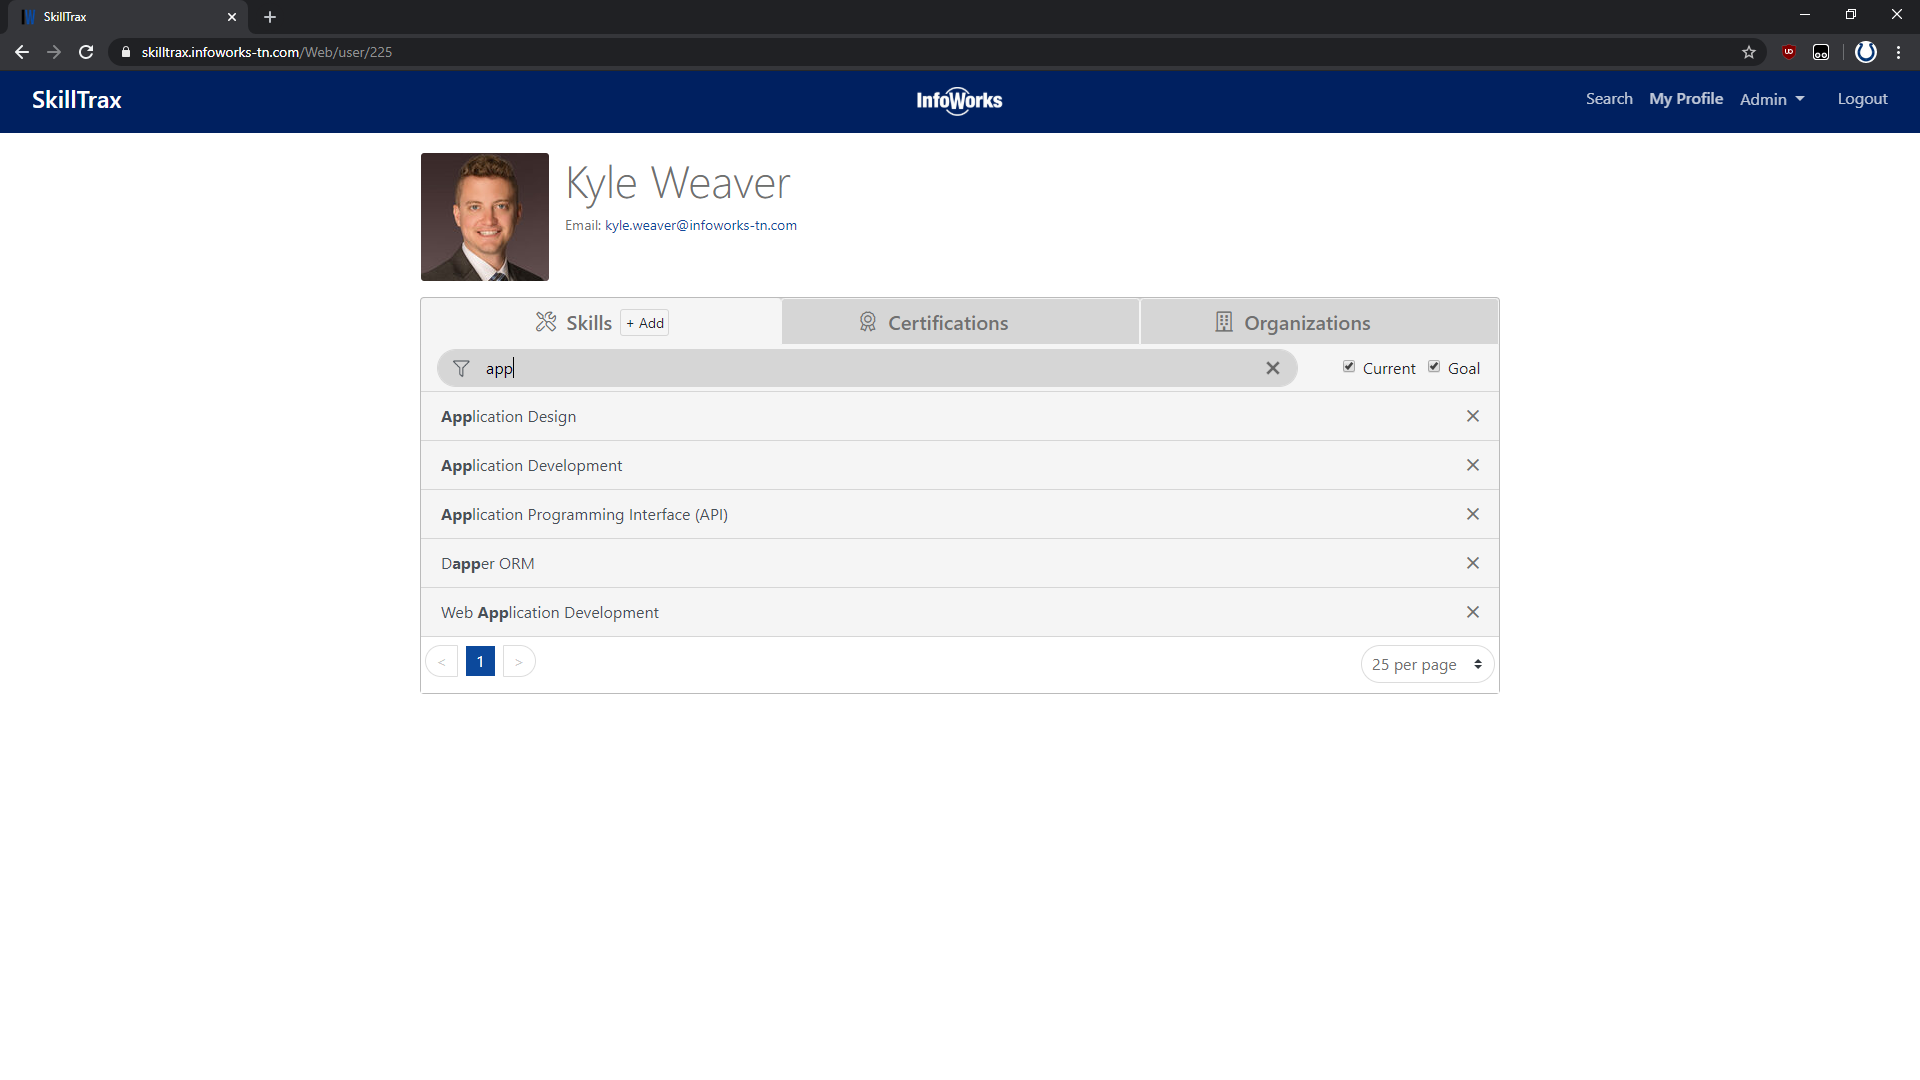 SkillTrax
skilltrax.infoworks-tn.com/Web/user/225
SkillTrax
InfoWorks
Search My Profile Admin Logout
Kyle Weaver
Email: kyle.weaver@infoworks-tn.com
Skills + Add Certifications Organizations
app Current Goal
Application Design
Application Development
Application Programming Interface (API)
Dapper ORM
Web Application Development
< 1 > 25 per page